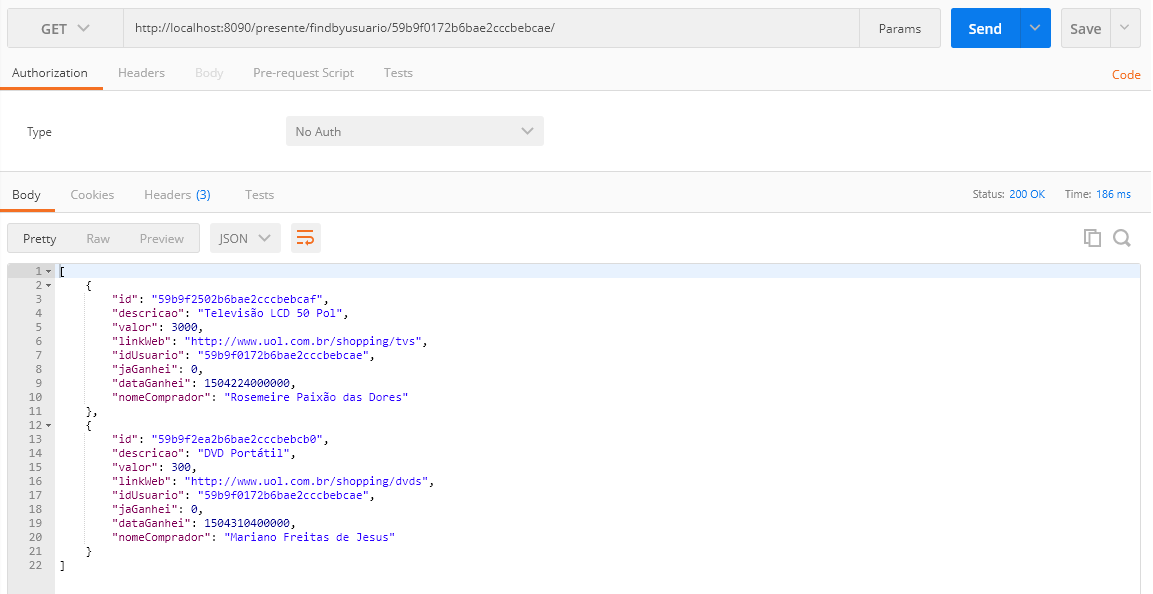 GET http://localhost:8090/presente/findbyusuario/59b9f0172b6bae2cccbebcae/ Params Send Save
Authorization Headers Body Pre-request Script Tests Code
Type No Auth
Body Cookies Headers (3) Tests Status: 200 OK Time: 186 ms
Pretty Raw Preview JSON
1 [
2 {
3 "id": "59b9f2502b6bae2cccbebcaf",
4 "descricao": "Televisão LCD 50 Pol",
5 "valor": 3000,
6 "linkWeb": "http://www.uol.com.br/shopping/tvs",
7 "idUsuario": "59b9f0172b6bae2cccbebcae",
8 "jaGanhei": 0,
9 "dataGanhei": 1504224000000,
10 "nomeComprador": "Rosemeire Paixão das Dores"
11 },
12 {
13 "id": "59b9f2ea2b6bae2cccbebcb0",
14 "descricao": "DVD Portátil",
15 "valor": 300,
16 "linkWeb": "http://www.uol.com.br/shopping/dvds",
17 "idUsuario": "59b9f0172b6bae2cccbebcae",
18 "jaGanhei": 0,
19 "dataGanhei": 1504310400000,
20 "nomeComprador": "Mariano Freitas de Jesus"
21 }
22 ]